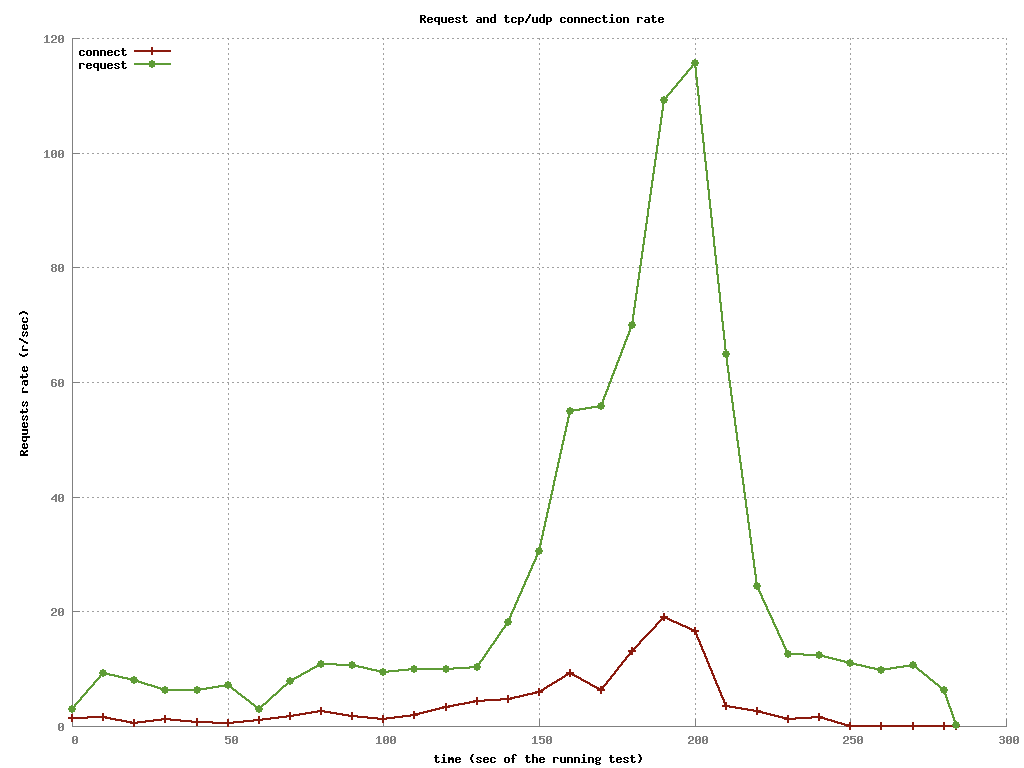 Request and tcp/udp connection rate
120
connect
request
100
80
60
40
20
0
Requests rate (r/sec)
0 50 100 150 200 250 300
time (sec of the running test)